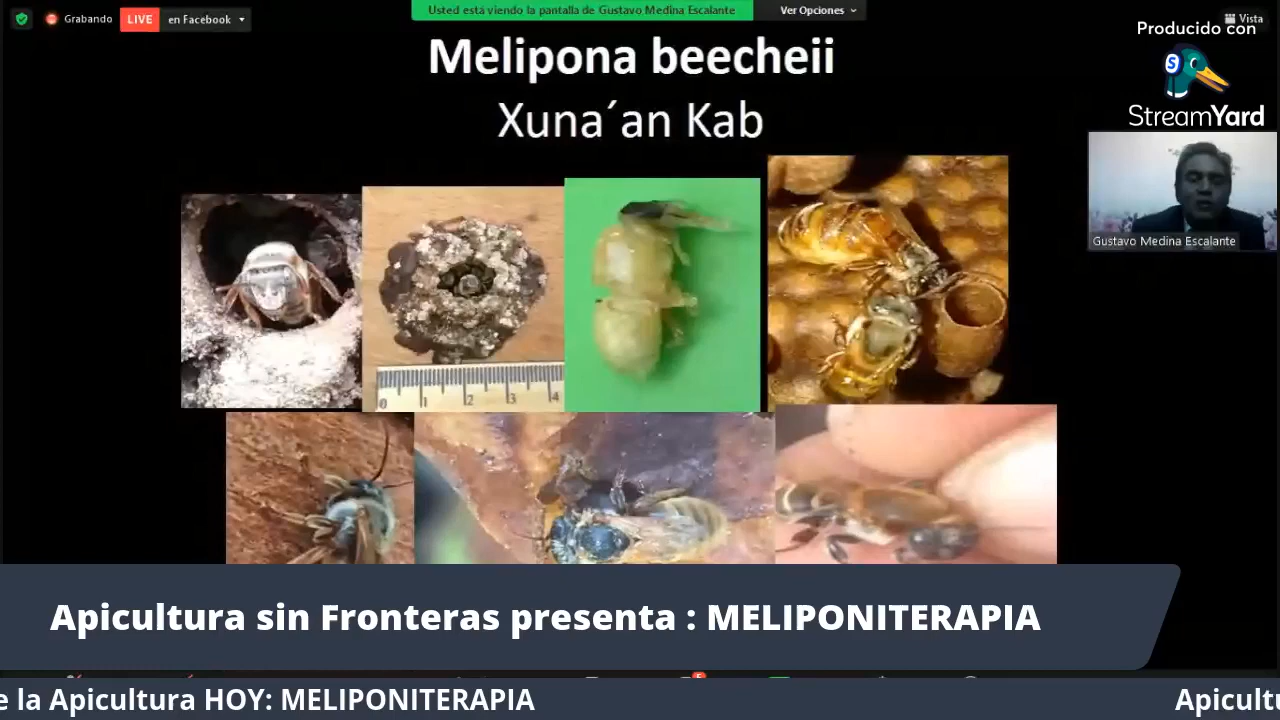 Grabando
LIVE
en Facebook
Usted está viendo la pantalla de Gustavo Medina Escalante
Ver Opciones
Vista
Producido con
S
StreamYard
Melipona beecheii
Xuna´an Kab
Gustavo Medina Escalante
0 1 2 3 4
Apicultura sin Fronteras presenta : MELIPONITERAPIA
e la Apicultura HOY: MELIPONITERAPIA
Apicultu